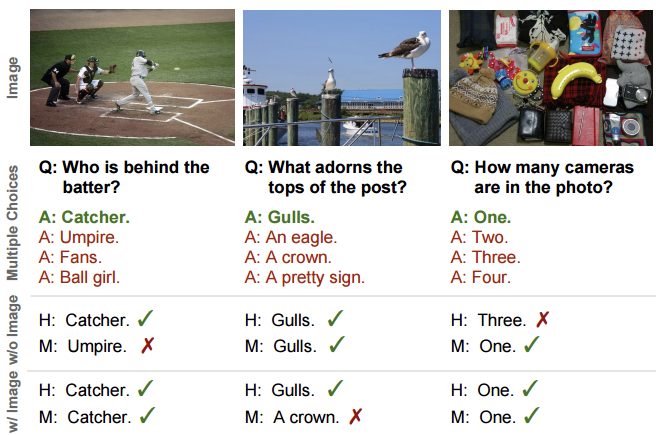 Image
Q: Who is behind the
batter?
Q: What adorns the
tops of the post?
Q: How many cameras
are in the photo?
Multiple Choices
A: Catcher.
A: Umpire.
A: Fans.
A: Ball girl.
A: Gulls.
A: An eagle.
A: A crown.
A: A pretty sign.
A: One.
A: Two.
A: Three.
A: Four.
w/o Image
H: Catcher. ✓
M: Umpire. ✗
H: Gulls. ✓
M: Gulls. ✓
H: Three. ✗
M: One. ✓
w/ Image
H: Catcher. ✓
M: Catcher. ✓
H: Gulls. ✓
M: A crown. ✗
H: One. ✓
M: One. ✓